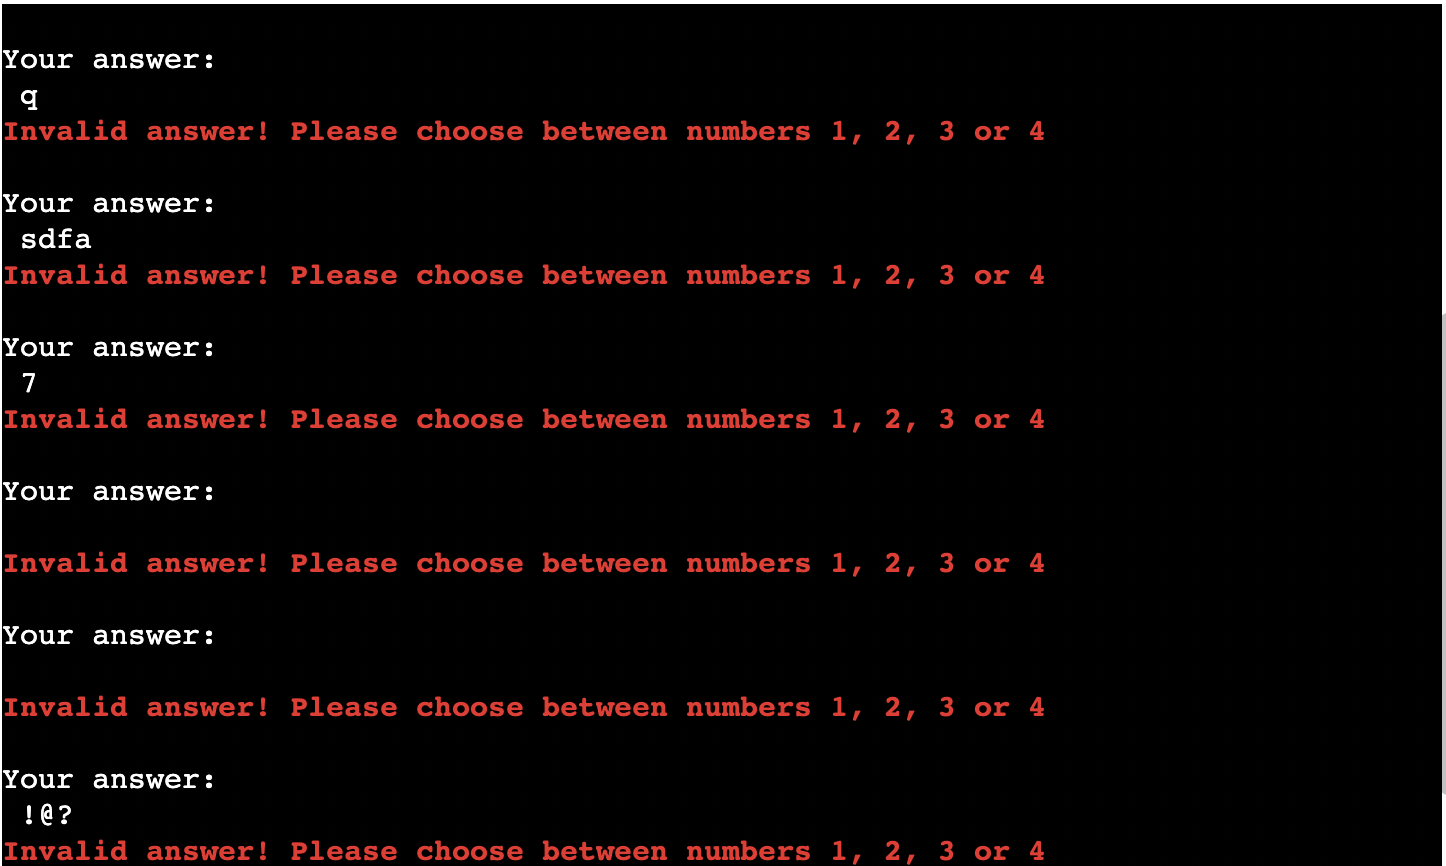 Your answer:
q
Invalid answer! Please choose between numbers 1, 2, 3 or 4
Your answer:
sdfa
Invalid answer! Please choose between numbers 1, 2, 3 or 4
Your answer:
7
Invalid answer! Please choose between numbers 1, 2, 3 or 4
Your answer:
Invalid answer! Please choose between numbers 1, 2, 3 or 4
Your answer:
Invalid answer! Please choose between numbers 1, 2, 3 or 4
Your answer:
!@?
Invalid answer! Please choose between numbers 1, 2, 3 or 4